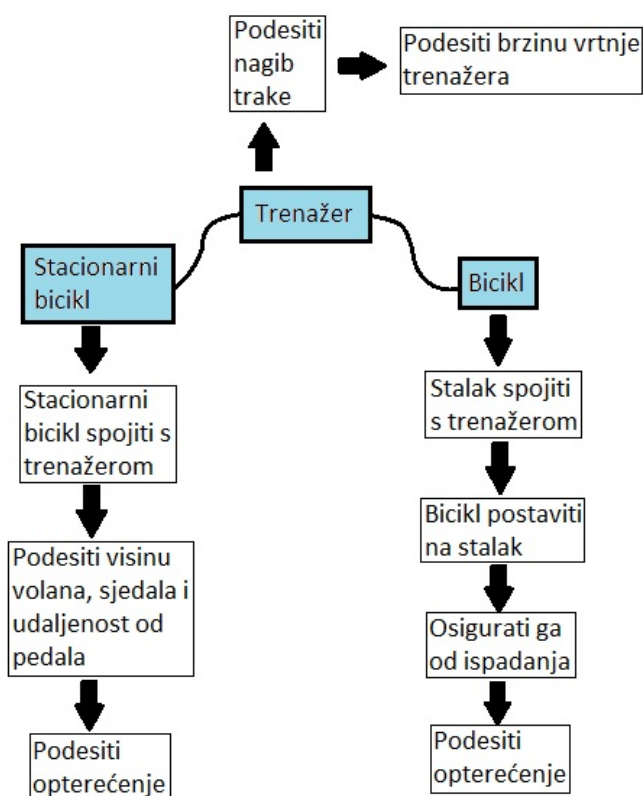 Podesiti
nagib
trake
Podesiti brzinu vrtnje
trenažera
Trenažer
Stacionarni
bicikl
Bicikl
Stacionarni
bicikl spojiti s
trenažerom
Podesiti visinu
volana, sjedala i
udaljenost od
pedala
Podesiti
opterećenje
Stalak spojiti
s trenažerom
Bicikl postaviti
na stalak
Osigurati ga
od ispadanja
Podesiti
opterećenje